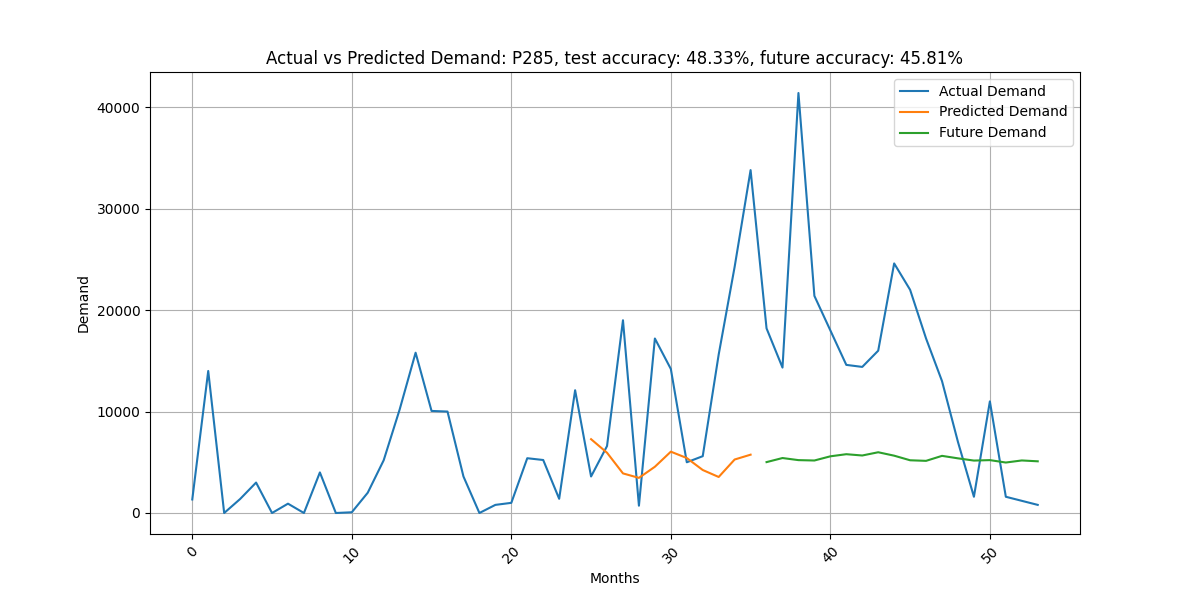 Actual vs Predicted Demand: P285, test accuracy: 48.33%, future accuracy: 45.81%
Actual Demand
Predicted Demand
Future Demand
40000
30000
20000
10000
0
Demand
0
10
20
30
40
50
Months